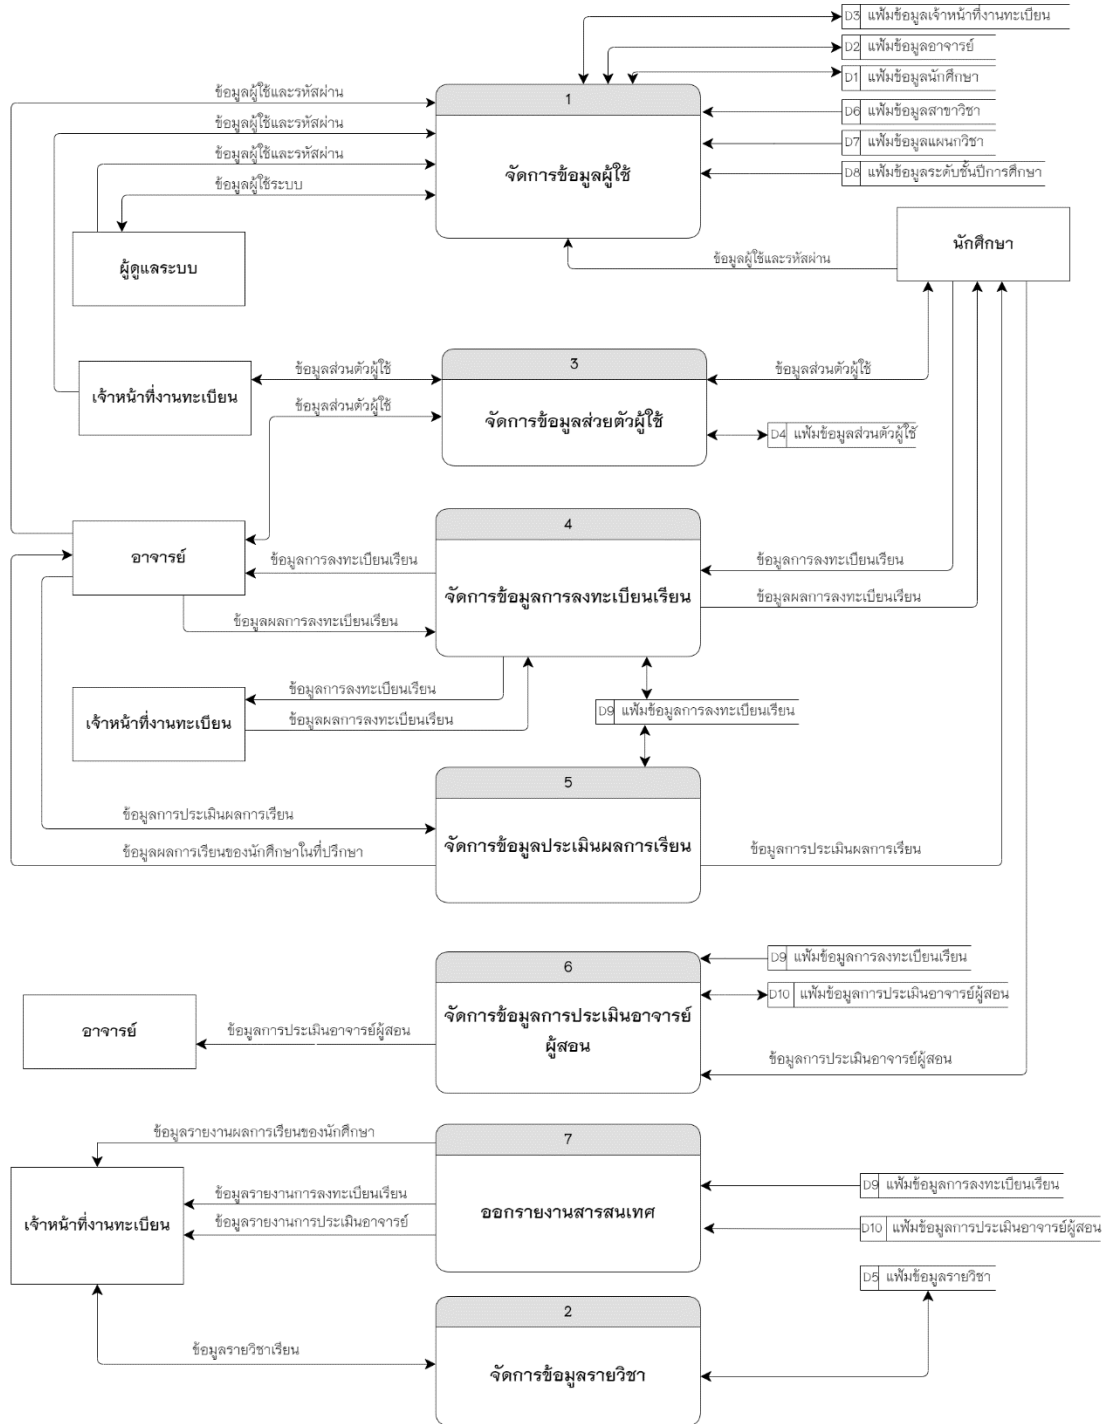 D3 แฟ้มข้อมูลเจ้าหน้าที่งานทะเบียน
D2 แฟ้มข้อมูลอาจารย์
D1 แฟ้มข้อมูลนักศึกษา
ข้อมูลผู้ใช้และรหัสผ่าน
1
D6 แฟ้มข้อมูลสาขาวิชา
ข้อมูลผู้ใช้และรหัสผ่าน
D7 แฟ้มข้อมูลแผนกวิชา
ข้อมูลผู้ใช้และรหัสผ่าน
จัดการข้อมูลผู้ใช้
D8 แฟ้มข้อมูลระดับชั้นปีการศึกษา
ข้อมูลผู้ใช้ระบบ
นักศึกษา
ผู้ดูแลระบบ
ข้อมูลผู้ใช้และรหัสผ่าน
3
ข้อมูลส่วนตัวผู้ใช้
ข้อมูลส่วนตัวผู้ใช้
เจ้าหน้าที่งานทะเบียน
ข้อมูลส่วนตัวผู้ใช้
จัดการข้อมูลส่วยตัวผู้ใช้
D4 แฟ้มข้อมูลส่วนตัวผู้ใช้
4
อาจารย์
ข้อมูลการลงทะเบียนเรียน
ข้อมูลการลงทะเบียนเรียน
จัดการข้อมูลการลงทะเบียนเรียน
ข้อมูลผลการลงทะเบียนเรียน
ข้อมูลผลการลงทะเบียนเรียน
ข้อมูลการลงทะเบียนเรียน
เจ้าหน้าที่งานทะเบียน
ข้อมูลผลการลงทะเบียนเรียน
D9 แฟ้มข้อมูลการลงทะเบียนเรียน
5
ข้อมูลการประเมินผลการเรียน
จัดการข้อมูลประเมินผลการเรียน
ข้อมูลผลการเรียนของนักศึกษาในที่ปรึกษา
ข้อมูลการประเมินผลการเรียน
6
D9 แฟ้มข้อมูลการลงทะเบียนเรียน
D10 แฟ้มข้อมูลการประเมินอาจารย์ผู้สอน
จัดการข้อมูลการประเมินอาจารย์
ผู้สอน
อาจารย์
ข้อมูลการประเมินอาจารย์ผู้สอน
ข้อมูลการประเมินอาจารย์ผู้สอน
ข้อมูลรายงานผลการเรียนของนักศึกษา
7
D9 แฟ้มข้อมูลการลงทะเบียนเรียน
ข้อมูลรายงานการลงทะเบียนเรียน
ออกรายงานสารสนเทศ
เจ้าหน้าที่งานทะเบียน
ข้อมูลรายงานการประเมินอาจารย์
D10 แฟ้มข้อมูลการประเมินอาจารย์ผู้สอน
D5 แฟ้มข้อมูลรายวิชา
2
ข้อมูลรายวิชาเรียน
จัดการข้อมูลรายวิชา